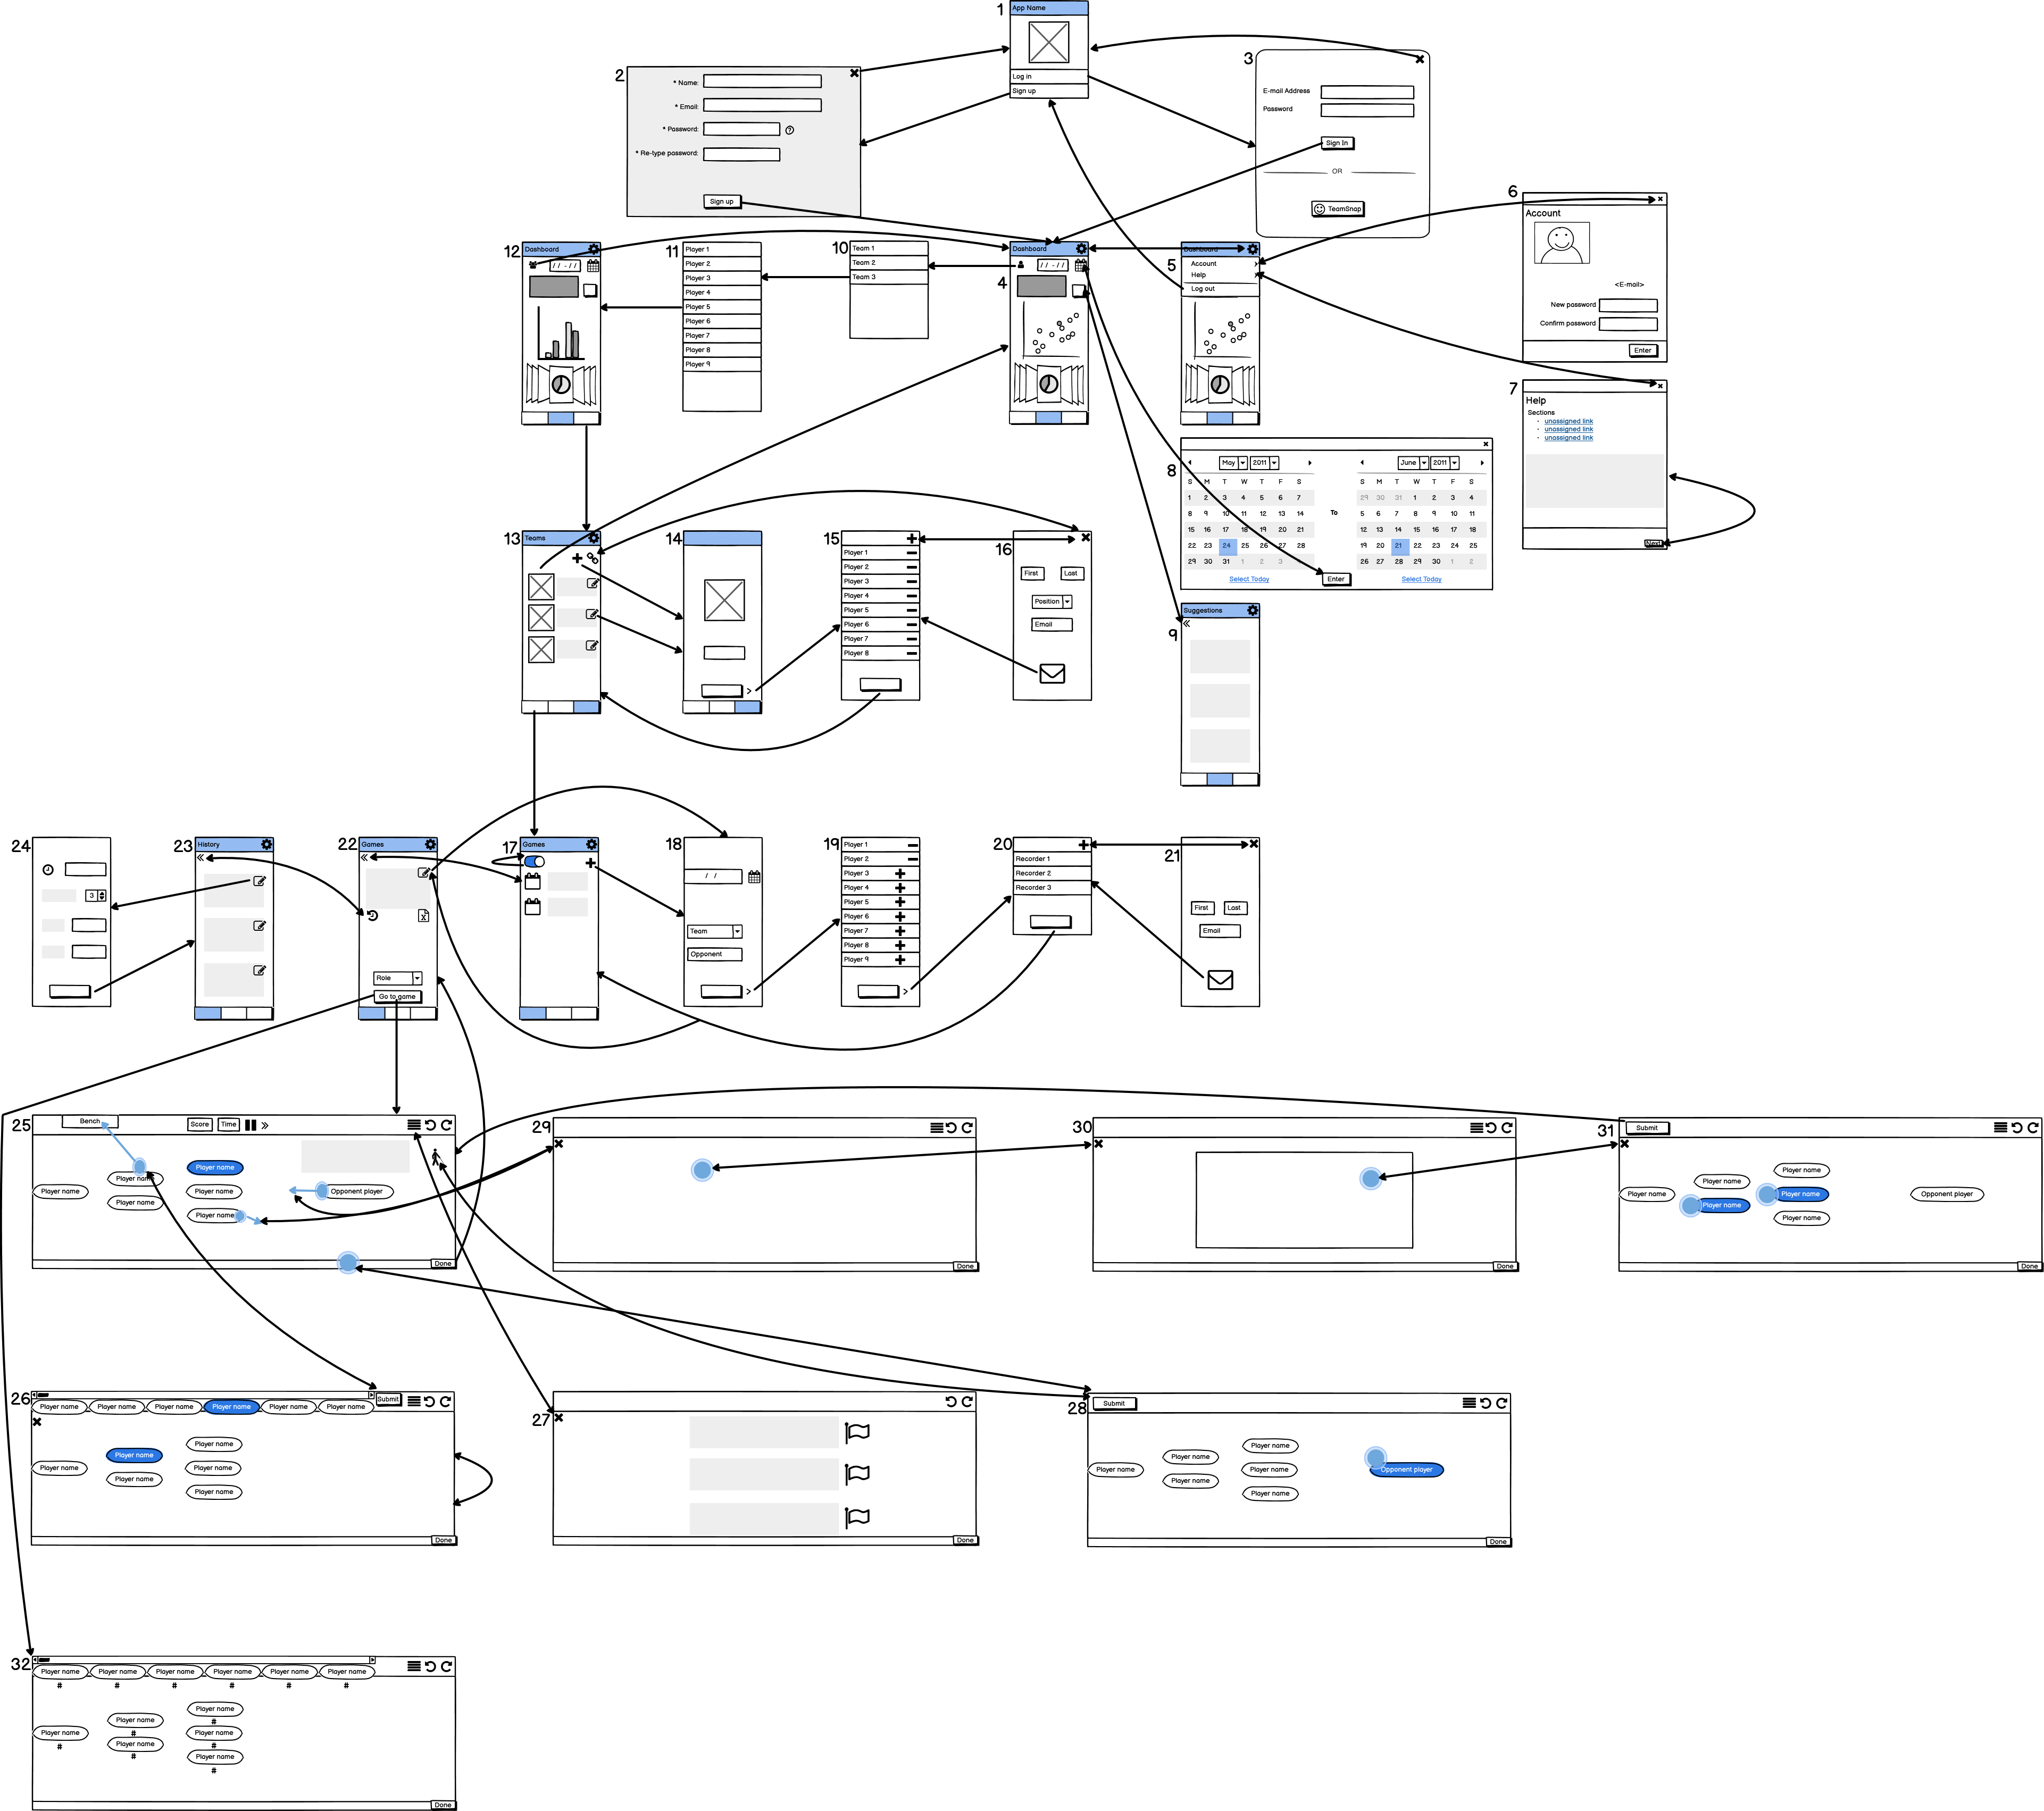 1
App Name
Log in
Sign up
2
* Name:
* Email:
* Password:
?
* Re-type password:
Sign up
3
E-mail Address
Password
Sign In
OR
TeamSnap
12
Dashboard
/ / - / /
11
Player 1
Player 2
Player 3
Player 4
Player 5
Player 6
Player 7
Player 8
Player 9
10
Team 1
Team 2
Team 3
4
Dashboard
/ / - / /
5
Dashboard
Account
Help
Log out
6
Account
<E-mail>
New password
Confirm password
Enter
7
Help
Sections
- unassigned link
- unassigned link
- unassigned link
Next
8
May 2011
S M T W T F S
1 2 3 4 5 6 7
8 9 10 11 12 13 14
15 16 17 18 19 20 21
22 23 24 25 26 27 28
29 30 31 1 2 3
Select Today
To
June 2011
S M T W T F S
29 30 31 1 2 3 4
5 6 7 8 9 10 11
12 13 14 15 16 17 18
19 20 21 22 23 24 25
26 27 28 29 30 1 2
Select Today
Enter
9
Suggestions
13
Teams
14
15
Player 1
Player 2
Player 3
Player 4
Player 5
Player 6
Player 7
Player 8
16
First Last
Position
Email
24
3
23
History
22
Games
X
Role
Go to game
17
Games
18
/ /
Team
Opponent
19
Player 1
Player 2
Player 3
Player 4
Player 5
Player 6
Player 7
Player 8
Player 9
20
Recorder 1
Recorder 2
Recorder 3
21
First Last
Email
25
Bench
Score Time
Player name
Player name
Player name
Player name
Player name
Player name
Opponent player
Done
29
Done
30
Done
31
Submit
Player name
Player name
Player name
Player name
Player name
Player name
Opponent player
Done
26
Player name Player name Player name Player name Player name Player name
Submit
Player name
Player name
Player name
Player name
Player name
Player name
Done
27
Done
28
Submit
Player name
Player name
Player name
Player name
Player name
Player name
Opponent player
Done
32
Player name Player name Player name Player name Player name Player name
# # # # # #
Player name
#
Player name
#
Player name
#
Player name
#
Player name
#
Player name
#
Done